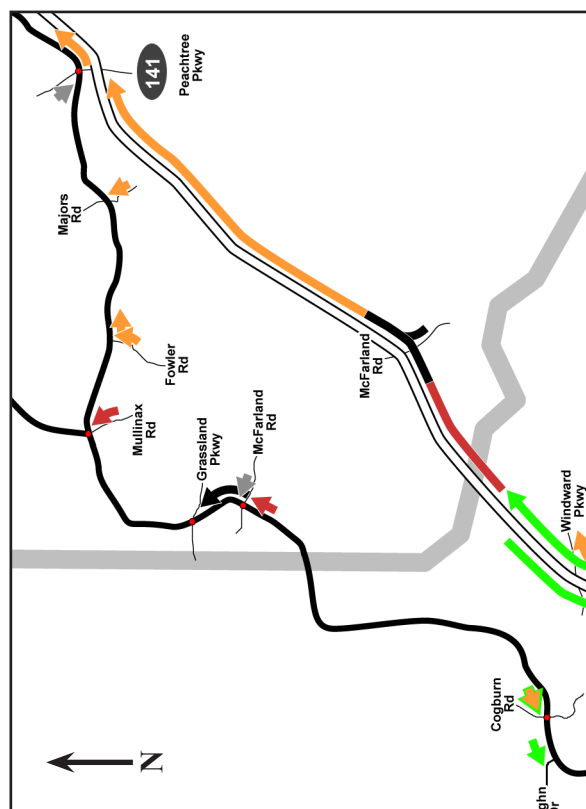 141
Peachtree
Pkwy
Majors
Rd
Fowler
Rd
McFarland
Rd
Mullinax
Rd
Grassland
Pkwy
McFarland
Rd
Windward
Pkwy
Cogburn
Rd
N